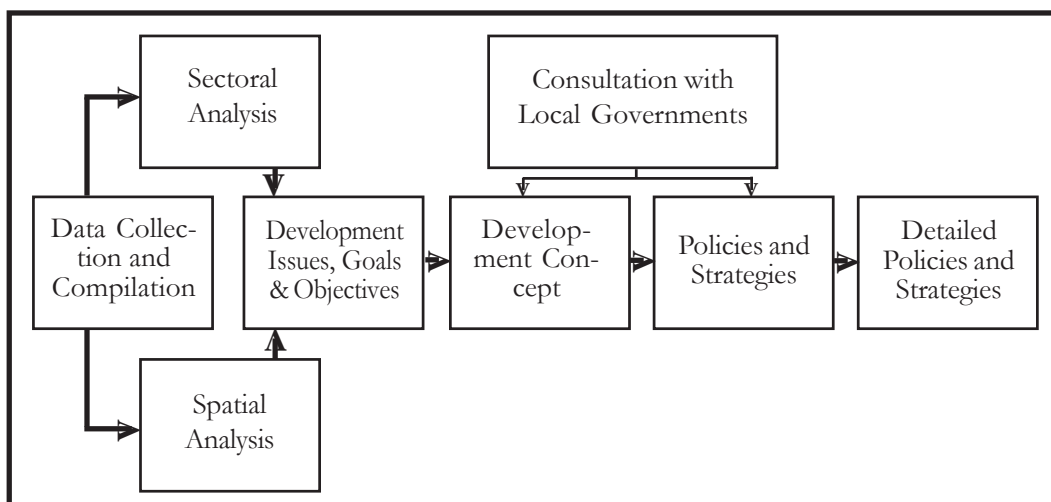 Sectoral
Analysis
Consultation with
Local Governments
Data Collec-
tion and
Compilation
Development
Issues, Goals
& Objectives
Develop-
ment Con-
cept
Policies and
Strategies
Detailed
Policies and
Strategies
Spatial
Analysis